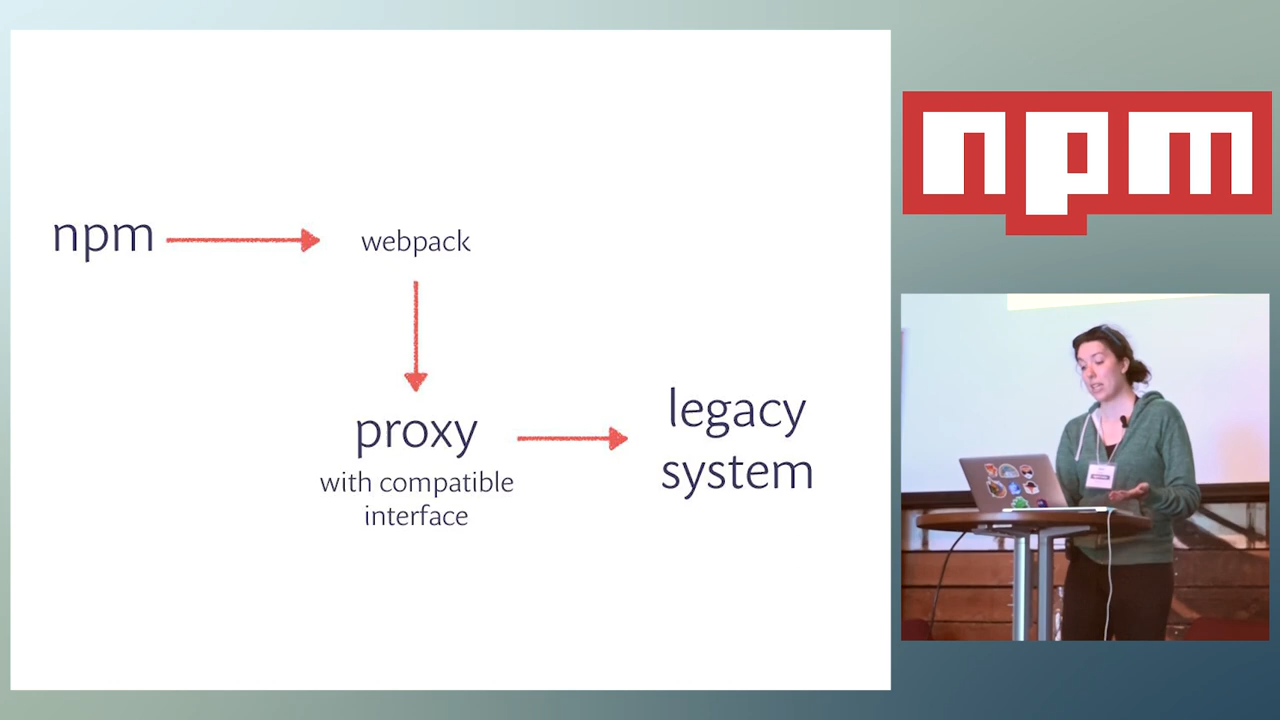 npm
webpack
proxy
with compatible
interface
legacy
system
npm